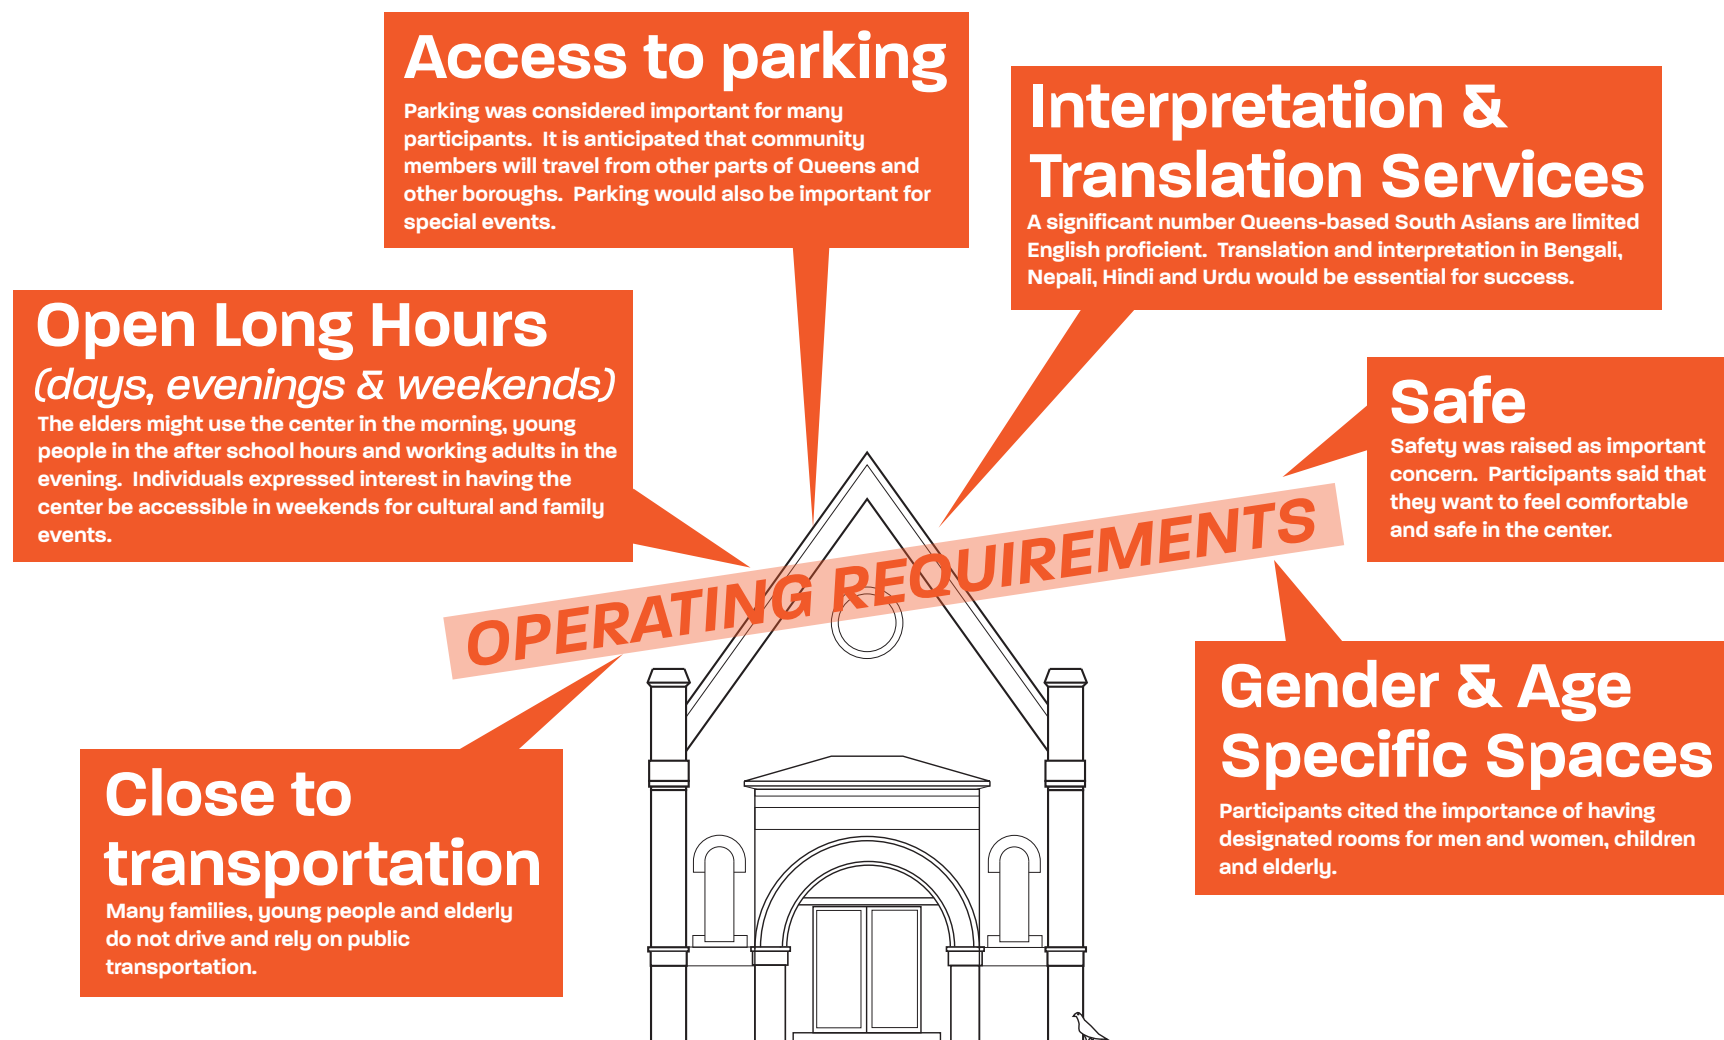 Access to parking
Parking was considered important for many
participants.  It is anticipated that community
members will travel from other parts of Queens and
other boroughs.  Parking would also be important for
special events.
Interpretation &
Translation Services
A significant number Queens-based South Asians are limited
English proficient.  Translation and interpretation in Bengali,
Nepali, Hindi and Urdu would be essential for success.
Open Long Hours
(days, evenings & weekends)
The elders might use the center in the morning, young
people in the after school hours and working adults in the
evening.  Individuals expressed interest in having the
center be accessible in weekends for cultural and family
events.
Safe
Safety was raised as important
concern.  Participants said that
they want to feel comfortable
and safe in the center.
OPERATING REQUIREMENTS
Gender & Age
Specific Spaces
Participants cited the importance of having
designated rooms for men and women, children
and elderly.
Close to
transportation
Many families, young people and elderly
do not drive and rely on public
transportation.